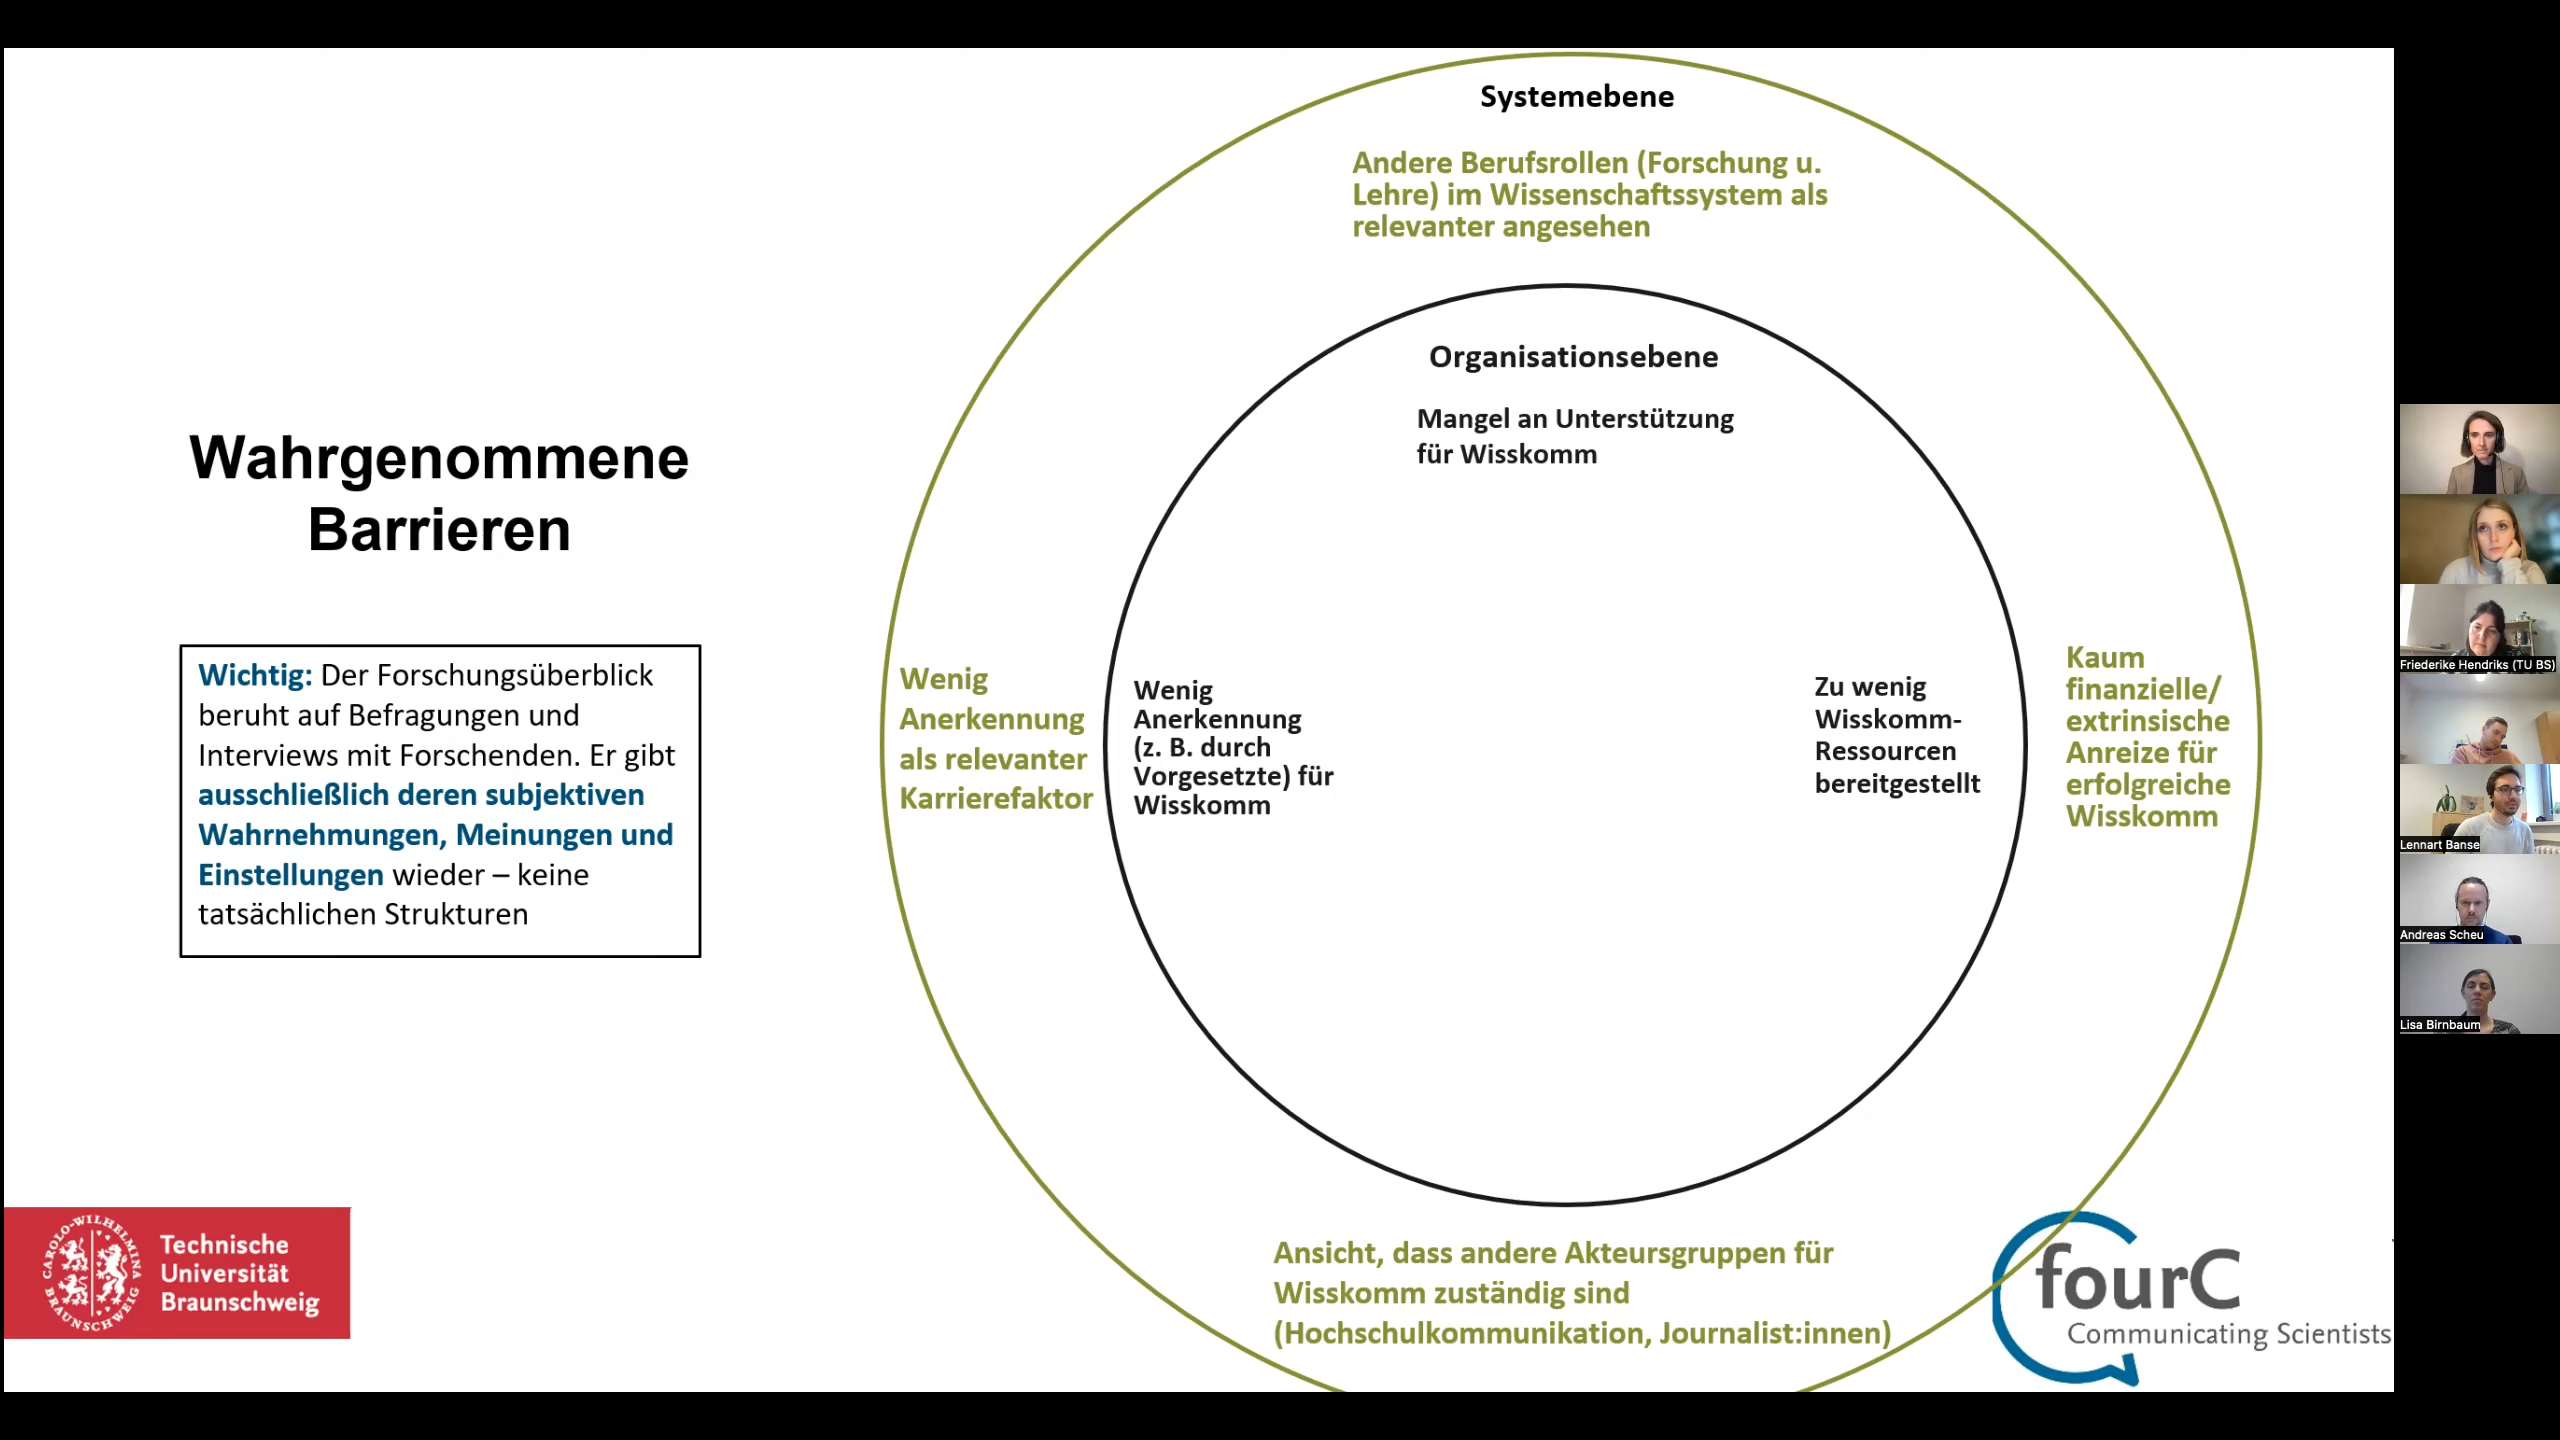 Wahrgenommene
Barrieren
Wichtig: Der Forschungsüberblick
beruht auf Befragungen und
Interviews mit Forschenden. Er gibt
ausschließlich deren subjektiven
Wahrnehmungen, Meinungen und
Einstellungen wieder – keine
tatsächlichen Strukturen
Systemebene
Andere Berufsrollen (Forschung u.
Lehre) im Wissenschaftssystem als
relevanter angesehen
Organisationsebene
Mangel an Unterstützung
für Wisskomm
Wenig
Anerkennung
als relevanter
Karrierefaktor
Wenig
Anerkennung
(z. B. durch
Vorgesetzte) für
Wisskomm
Zu wenig
Wisskomm-
Ressourcen
bereitgestellt
Kaum
finanzielle/
extrinsische
Anreize für
erfolgreiche
Wisskomm
Ansicht, dass andere Akteursgruppen für
Wisskomm zuständig sind
(Hochschulkommunikation, Journalist:innen)
CAROLO-WILHELMINA
BRAUNSCHWEIG
Technische
Universität
Braunschweig
fourC
Communicating Scientists
Friederike Hendriks (TU BS)
Lennart Banse
Andreas Scheu
Lisa Birnbaum